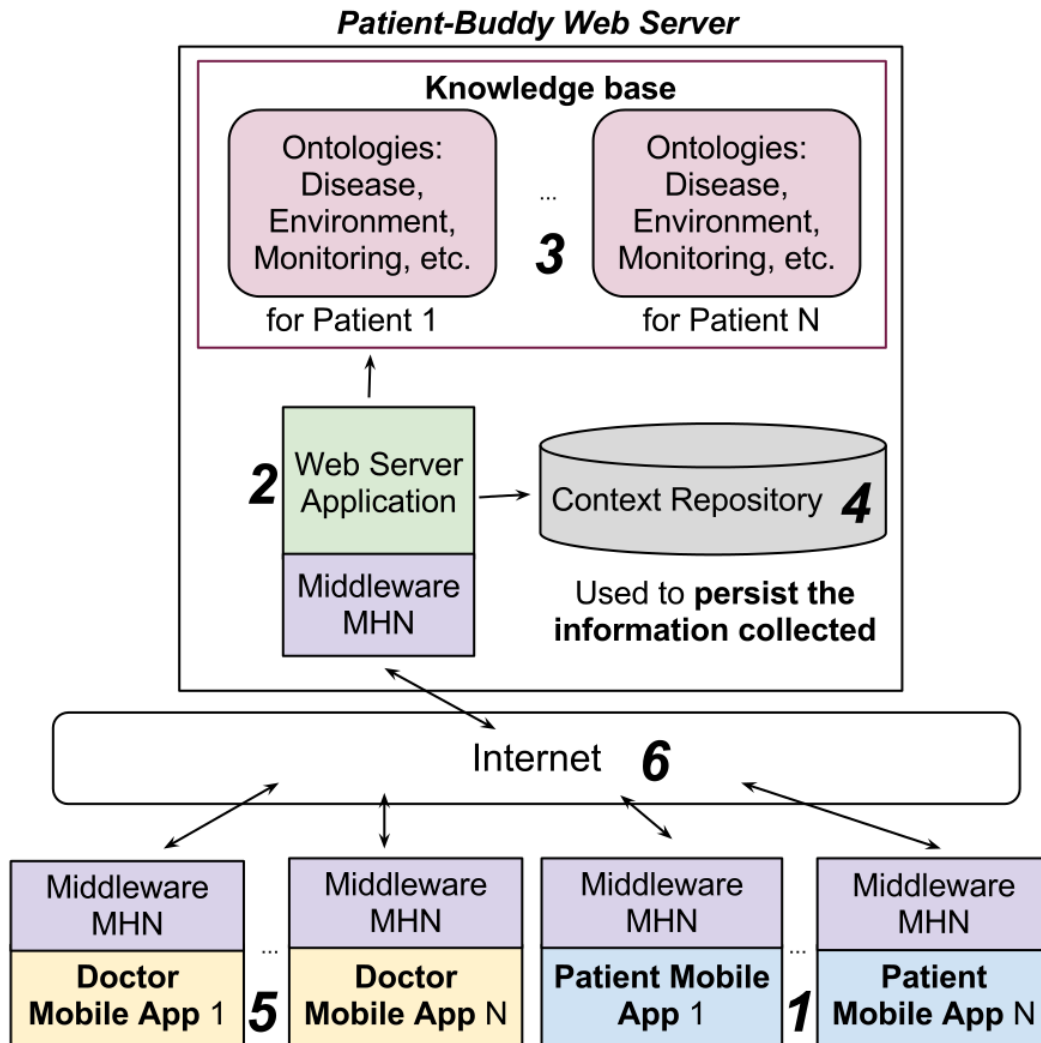 Patient-Buddy Web Server
Knowledge base
Ontologies:
Disease,
Environment,
Monitoring, etc.
for Patient 1
...
3
Ontologies:
Disease,
Environment,
Monitoring, etc.
for Patient N
2
Web Server
Application
Middleware
MHN
Context Repository 4
Used to persist the
information collected
Internet 6
Middleware
MHN
Doctor
Mobile App 1
...
5
Middleware
MHN
Doctor
Mobile App N
Middleware
MHN
Patient Mobile
App 1
...
1
Middleware
MHN
Patient
Mobile App N